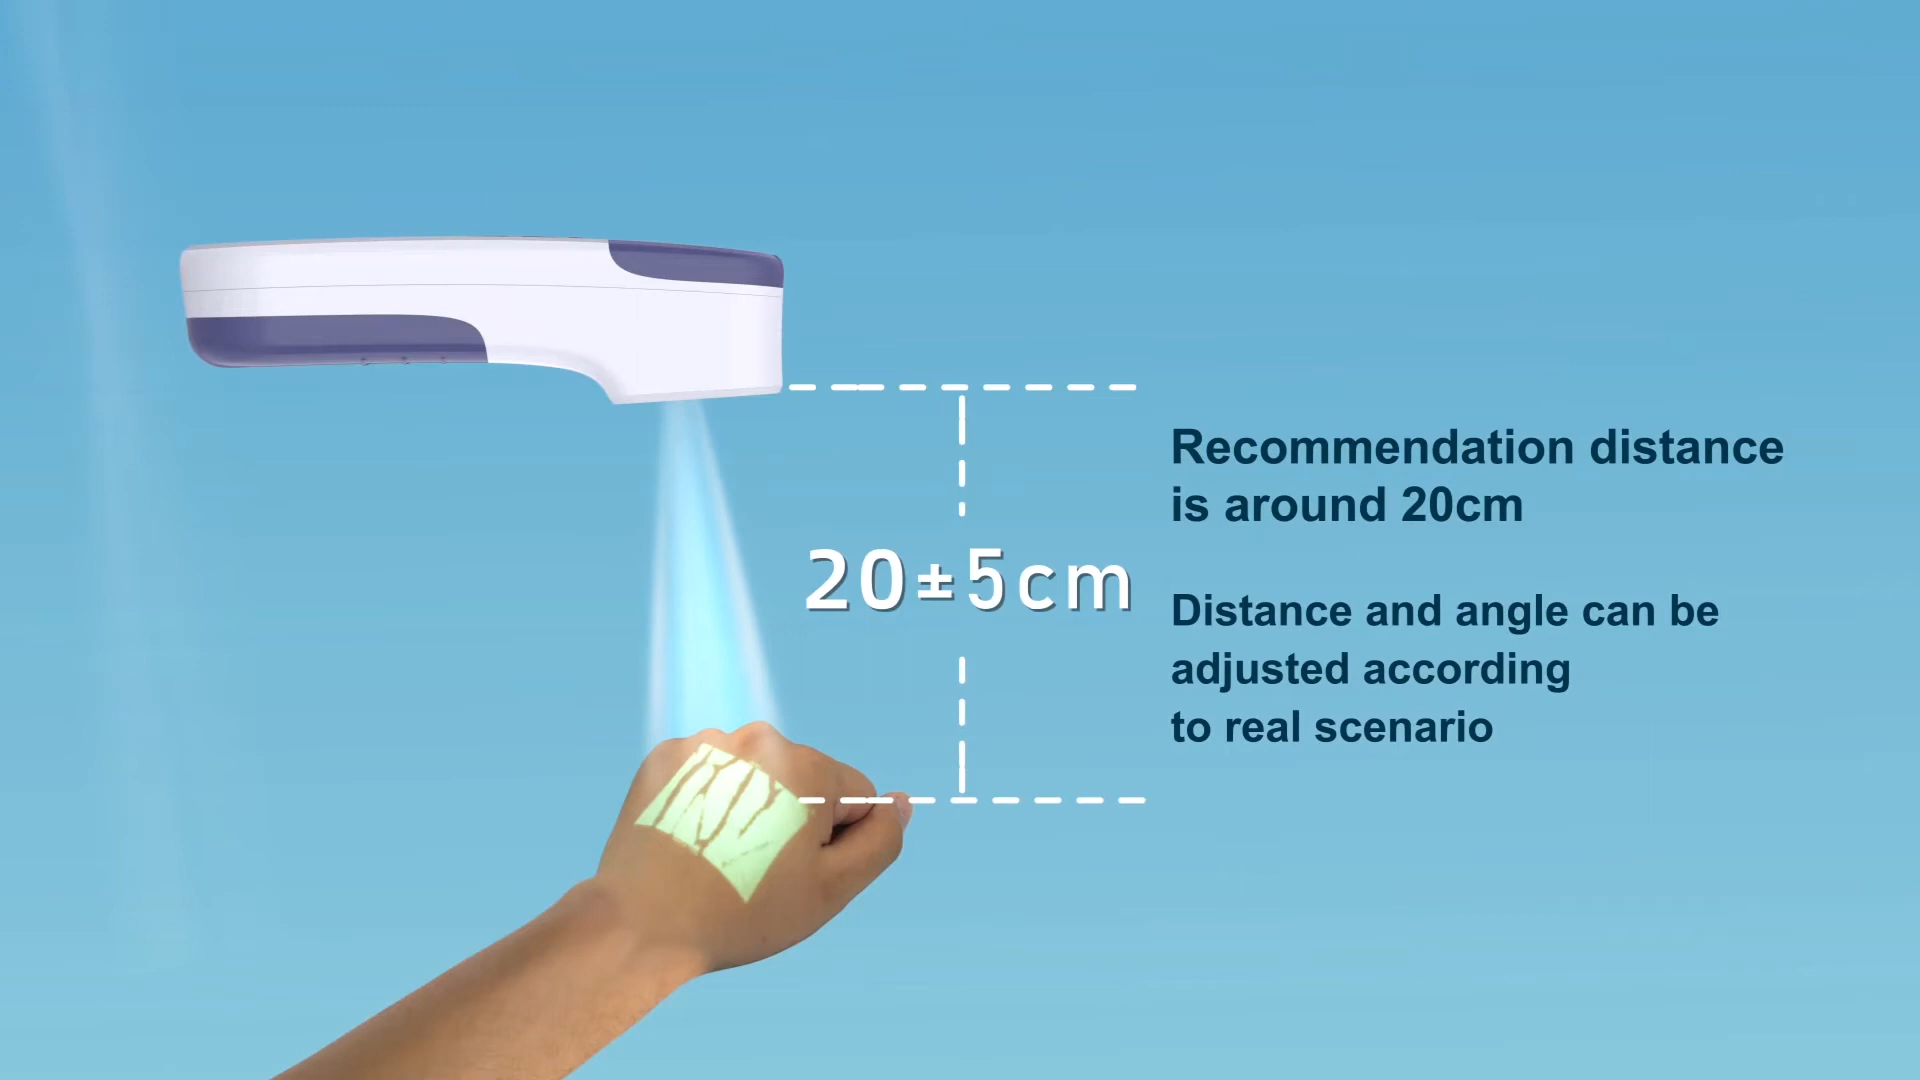 20±5cm
Recommendation distance
is around 20cm
Distance and angle can be
adjusted according
to real scenario